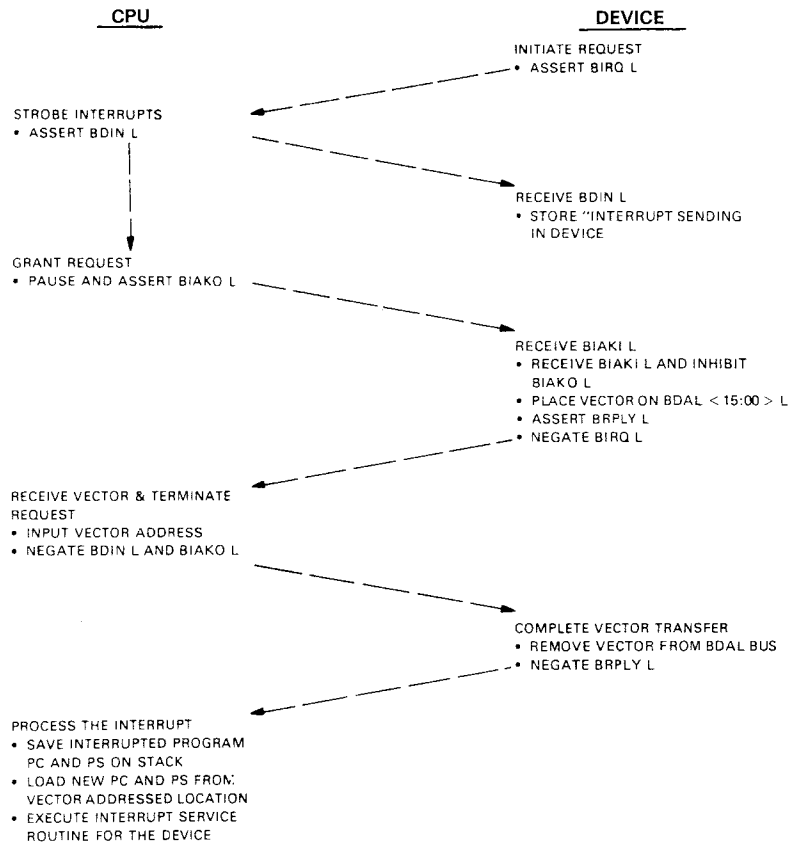 CPU
DEVICE
INITIATE REQUEST
• ASSERT BIRQ L
STROBE INTERRUPTS
• ASSERT BDIN L
RECEIVE BDIN L
• STORE "INTERRUPT SENDING
IN DEVICE
GRANT REQUEST
• PAUSE AND ASSERT BIAKO L
RECEIVE BIAKI L
• RECEIVE BIAKI L AND INHIBIT
BIAKO L
• PLACE VECTOR ON BDAL < 15:00 > L
• ASSERT BRPLY L
• NEGATE BIRQ L
RECEIVE VECTOR & TERMINATE
REQUEST
• INPUT VECTOR ADDRESS
• NEGATE BDIN L AND BIAKO L
COMPLETE VECTOR TRANSFER
• REMOVE VECTOR FROM BDAL BUS
• NEGATE BRPLY L
PROCESS THE INTERRUPT
• SAVE INTERRUPTED PROGRAM
PC AND PS ON STACK
• LOAD NEW PC AND PS FROM
VECTOR ADDRESSED LOCATION
• EXECUTE INTERRUPT SERVICE
ROUTINE FOR THE DEVICE